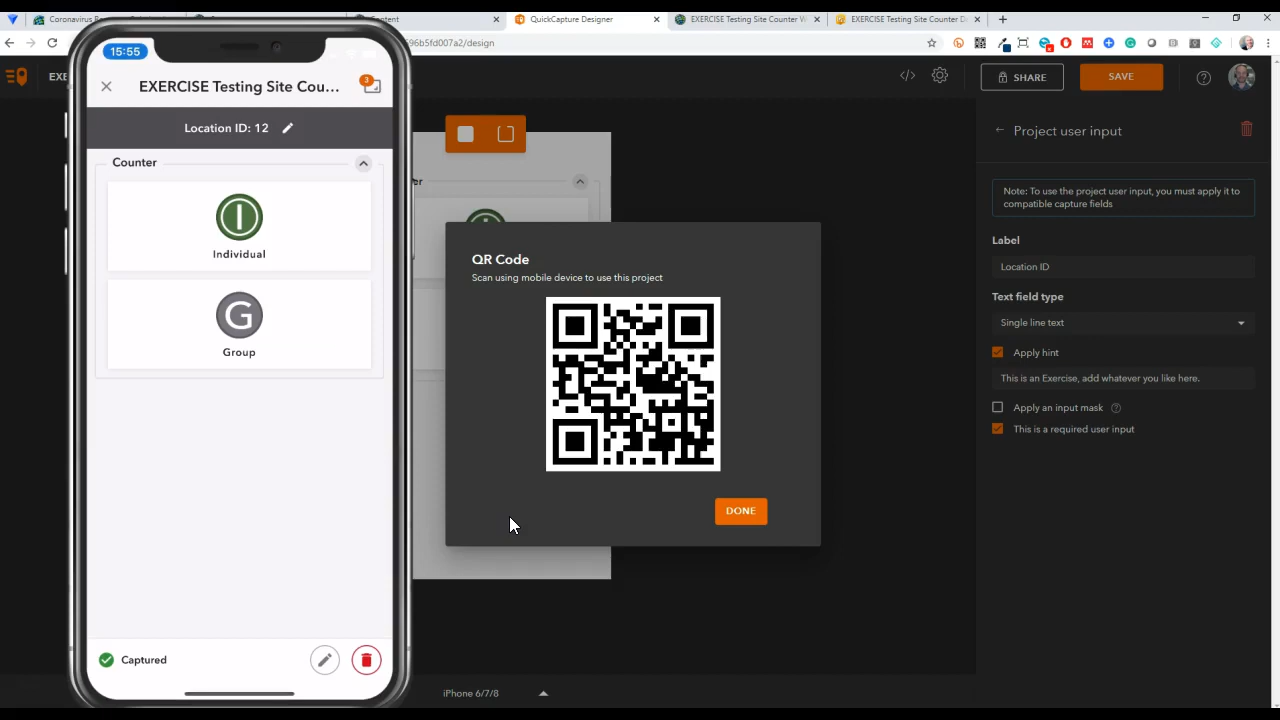 Coronavirus R
Content
QuickCapture Designer
EXERCISE Testing Site Counter W
EXERCISE Testing Site Counter D
596b5fd007a2/design
15:55
EXERCISE Testing Site Cou...
3
Location ID: 12
Counter
I
Individual
G
Group
Captured
EXE
SHARE
SAVE
er
QR Code
Scan using mobile device to use this project
DONE
iPhone 6/7/8
Project user input
Note: To use the project user input, you must apply it to
compatible capture fields
Label
Location ID
Text field type
Single line text
Apply hint
This is an Exercise, add whatever you like here.
Apply an input mask
This is a required user input